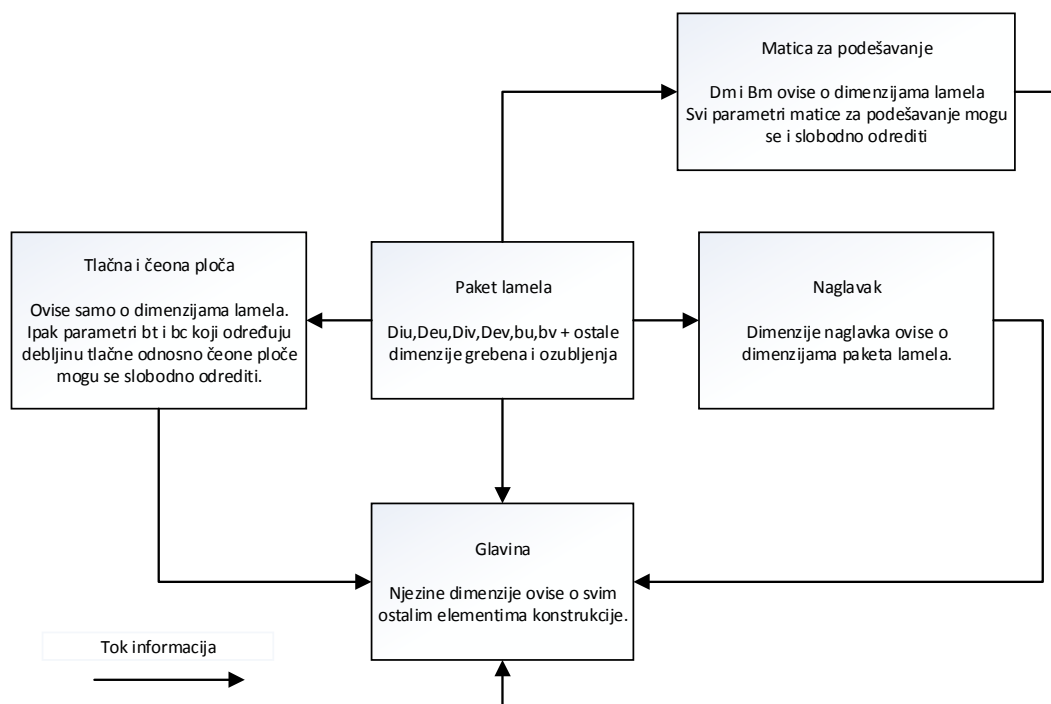 Matica za podešavanje
Dm i Bm ovise o dimenzijama lamela
Svi parametri matice za podešavanje mogu
se i slobodno odrediti
Tlačna i čeona ploča
Ovise samo o dimenzijama lamela.
Ipak parametri bt i bc koji određuju
debljinu tlačne odnosno čeone ploče
mogu se slobodno odrediti.
Paket lamela
Diu,Deu,Div,Dev,bu,bv + ostale
dimenzije grebena i ozubljenja
Naglavak
Dimenzije naglavka ovise o
dimenzijama paketa lamela.
Glavina
Njezine dimenzije ovise o svim
ostalim elementima konstrukcije.
Tok informacija